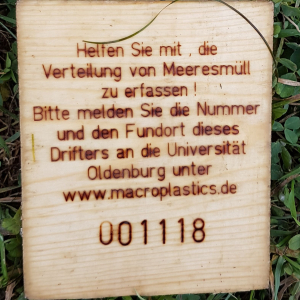 Helfen Sie mit , die
Verteilung von Meeresmüll
zu erfassen !
Bitte melden Sie die Nummer
und den Fundort dieses
Drifters an die Universität
Oldenburg unter
www.macroplastics.de
001118